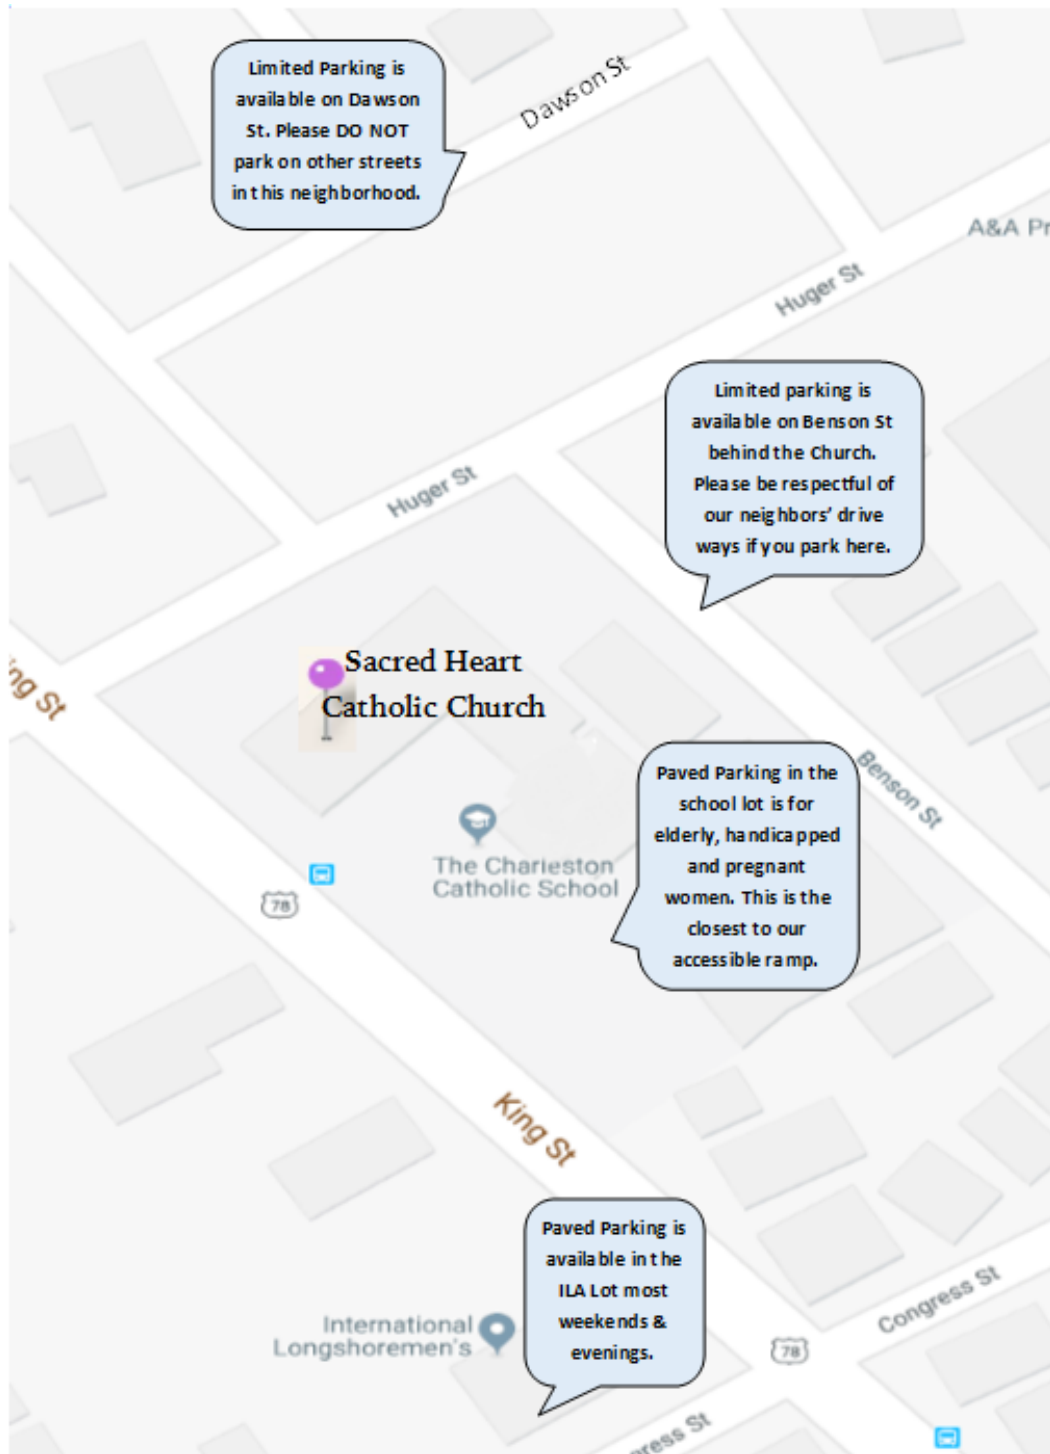 Limited Parking is
available on Dawson
St. Please DO NOT
park on other streets
in this neighborhood.
Dawson St
A&A Pr
Huger St
Limited parking is
available on Benson St
behind the Church.
Please be respectful of
our neighbors' drive
ways if you park here.
Huger St
ing St
Sacred Heart
Catholic Church
Benson St
Paved Parking in the
school lot is for
elderly, handicapped
and pregnant
women. This is the
closest to our
accessible ramp.
The Charleston
Catholic School
78
King St
Paved Parking is
available in the
ILA Lot most
weekends &
evenings.
Congress St
International
Longshoremen's
78
gress St